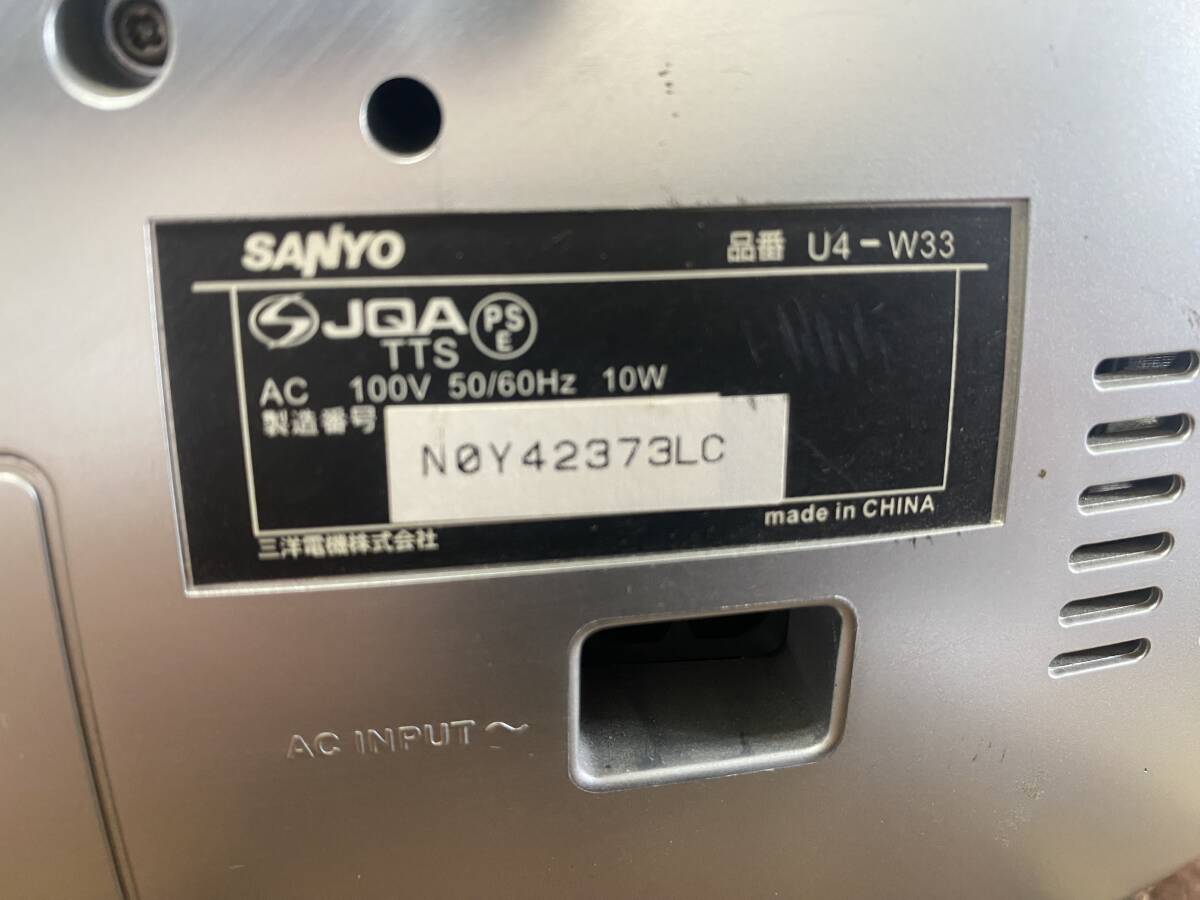 SANYO 品番 U4-W33
JQA PS E
TTS
AC 100V 50/60Hz 10W
製造番号 N0Y42373LC
made in CHINA
三洋電機株式会社
AC INPUT ～